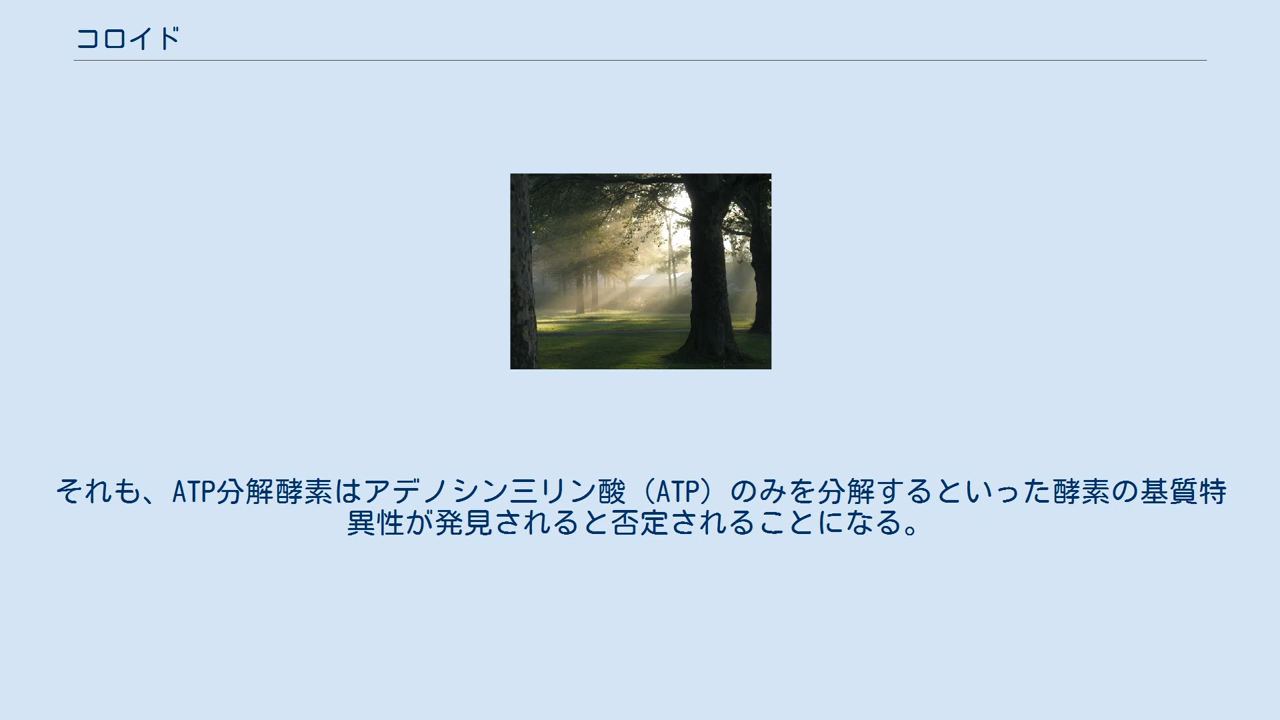 コロイド
それも、ATP分解酵素はアデノシン三リン酸（ATP）のみを分解するといった酵素の基質特
異性が発見されると否定されることになる。